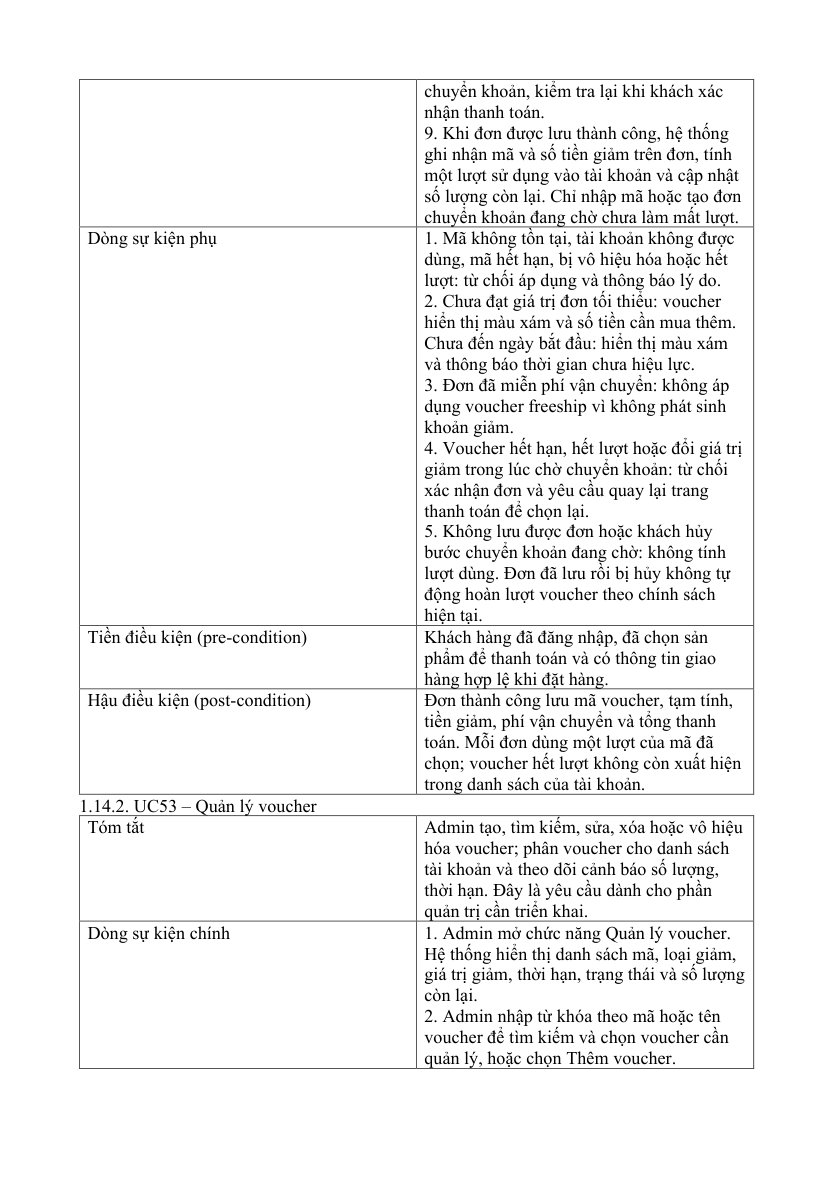 chuyển khoản, kiểm tra lại khi khách xác
nhận thanh toán.
9. Khi đơn được lưu thành công, hệ thống
ghi nhận mã và số tiền giảm trên đơn, tính
một lượt sử dụng vào tài khoản và cập nhật
số lượng còn lại. Chỉ nhập mã hoặc tạo đơn
chuyển khoản đang chờ chưa làm mất lượt.
Dòng sự kiện phụ
1. Mã không tồn tại, tài khoản không được
dùng, mã hết hạn, bị vô hiệu hóa hoặc hết
lượt: từ chối áp dụng và thông báo lý do.
2. Chưa đạt giá trị đơn tối thiểu: voucher
hiển thị màu xám và số tiền cần mua thêm.
Chưa đến ngày bắt đầu: hiển thị màu xám
và thông báo thời gian chưa hiệu lực.
3. Đơn đã miễn phí vận chuyển: không áp
dụng voucher freeship vì không phát sinh
khoản giảm.
4. Voucher hết hạn, hết lượt hoặc đổi giá trị
giảm trong lúc chờ chuyển khoản: từ chối
xác nhận đơn và yêu cầu quay lại trang
thanh toán để chọn lại.
5. Không lưu được đơn hoặc khách hủy
bước chuyển khoản đang chờ: không tính
lượt dùng. Đơn đã lưu rồi bị hủy không tự
động hoàn lượt voucher theo chính sách
hiện tại.
Tiền điều kiện (pre-condition)
Khách hàng đã đăng nhập, đã chọn sản
phẩm để thanh toán và có thông tin giao
hàng hợp lệ khi đặt hàng.
Hậu điều kiện (post-condition)
Đơn thành công lưu mã voucher, tạm tính,
tiền giảm, phí vận chuyển và tổng thanh
toán. Mỗi đơn dùng một lượt của mã đã
chọn; voucher hết lượt không còn xuất hiện
trong danh sách của tài khoản.
1.14.2. UC53 – Quản lý voucher
Tóm tắt
Admin tạo, tìm kiếm, sửa, xóa hoặc vô hiệu
hóa voucher; phân voucher cho danh sách
tài khoản và theo dõi cảnh báo số lượng,
thời hạn. Đây là yêu cầu dành cho phần
quản trị cần triển khai.
Dòng sự kiện chính
1. Admin mở chức năng Quản lý voucher.
Hệ thống hiển thị danh sách mã, loại giảm,
giá trị giảm, thời hạn, trạng thái và số lượng
còn lại.
2. Admin nhập từ khóa theo mã hoặc tên
voucher để tìm kiếm và chọn voucher cần
quản lý, hoặc chọn Thêm voucher.